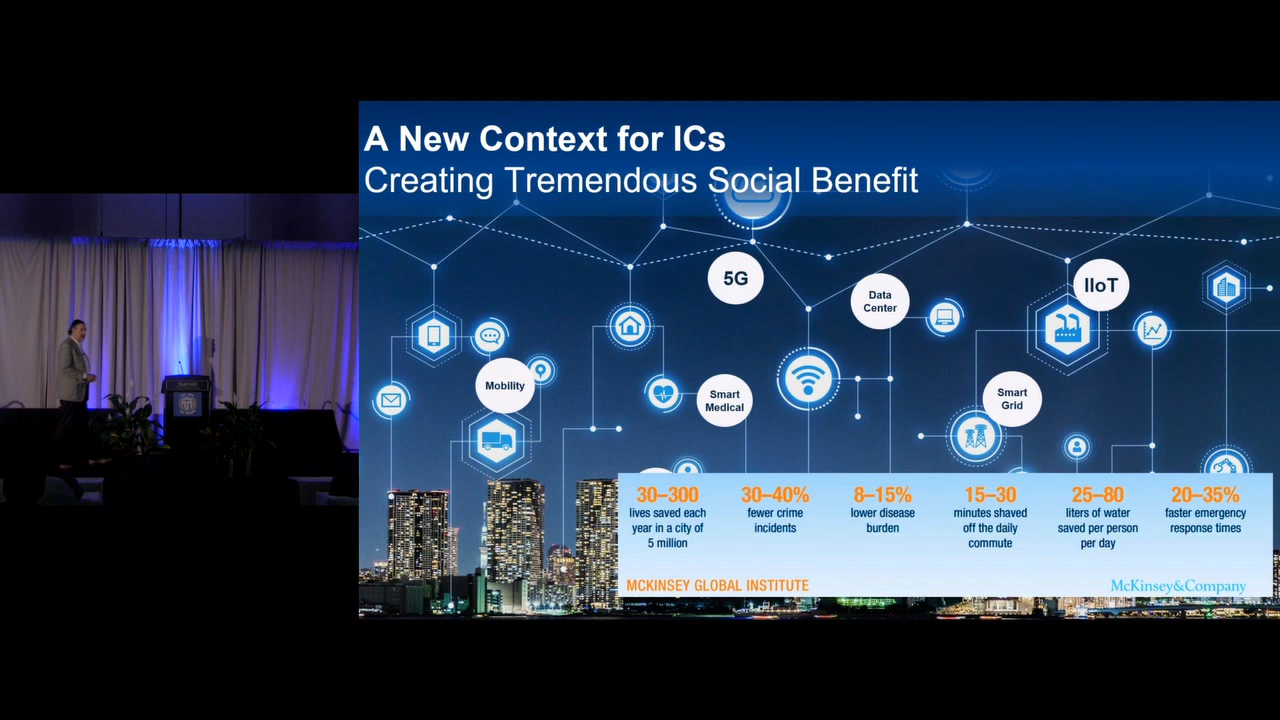 A New Context for ICs
Creating Tremendous Social Benefit
5G
Data
Center
IIoT
Mobility
Smart
Medical
Smart
Grid
30–300
lives saved each
year in a city of
5 million
30–40%
fewer crime
incidents
8–15%
lower disease
burden
15–30
minutes shaved
off the daily
commute
25–80
liters of water
saved per person
per day
20–35%
faster emergency
response times
MCKINSEY GLOBAL INSTITUTE
McKinsey&Company